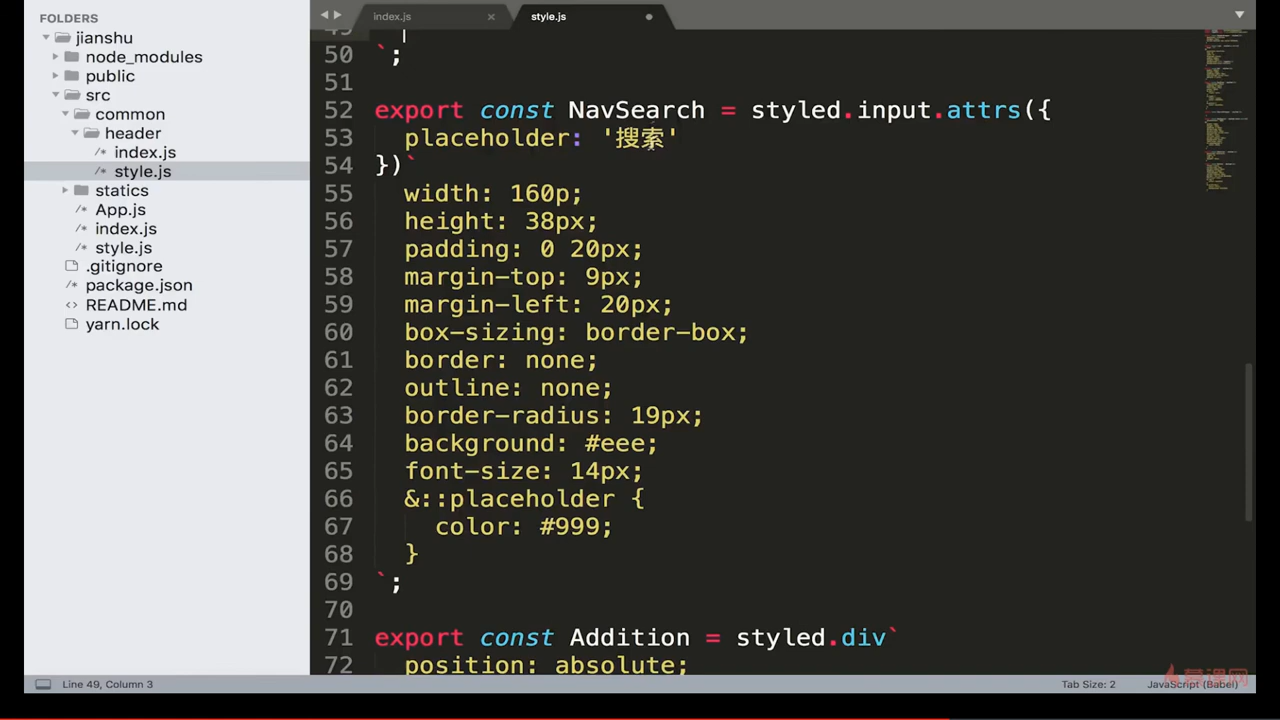 FOLDERS
jianshu
node_modules
public
src
common
header
/* index.js
/* style.js
statics
/* App.js
/* index.js
/* style.js
.gitignore
package.json
<> README.md
yarn.lock
index.js ×
style.js
49
50 `;
51
52 export const NavSearch = styled.input.attrs({
53 placeholder: '搜索'
54 })`
55 width: 160p;
56 height: 38px;
57 padding: 0 20px;
58 margin-top: 9px;
59 margin-left: 20px;
60 box-sizing: border-box;
61 border: none;
62 outline: none;
63 border-radius: 19px;
64 background: #eee;
65 font-size: 14px;
66 &::placeholder {
67 color: #999;
68 }
69 `;
70
71 export const Addition = styled.div`
72 position: absolute;
Line 49, Column 3
Tab Size: 2
JavaScript (Babel)
慕课网